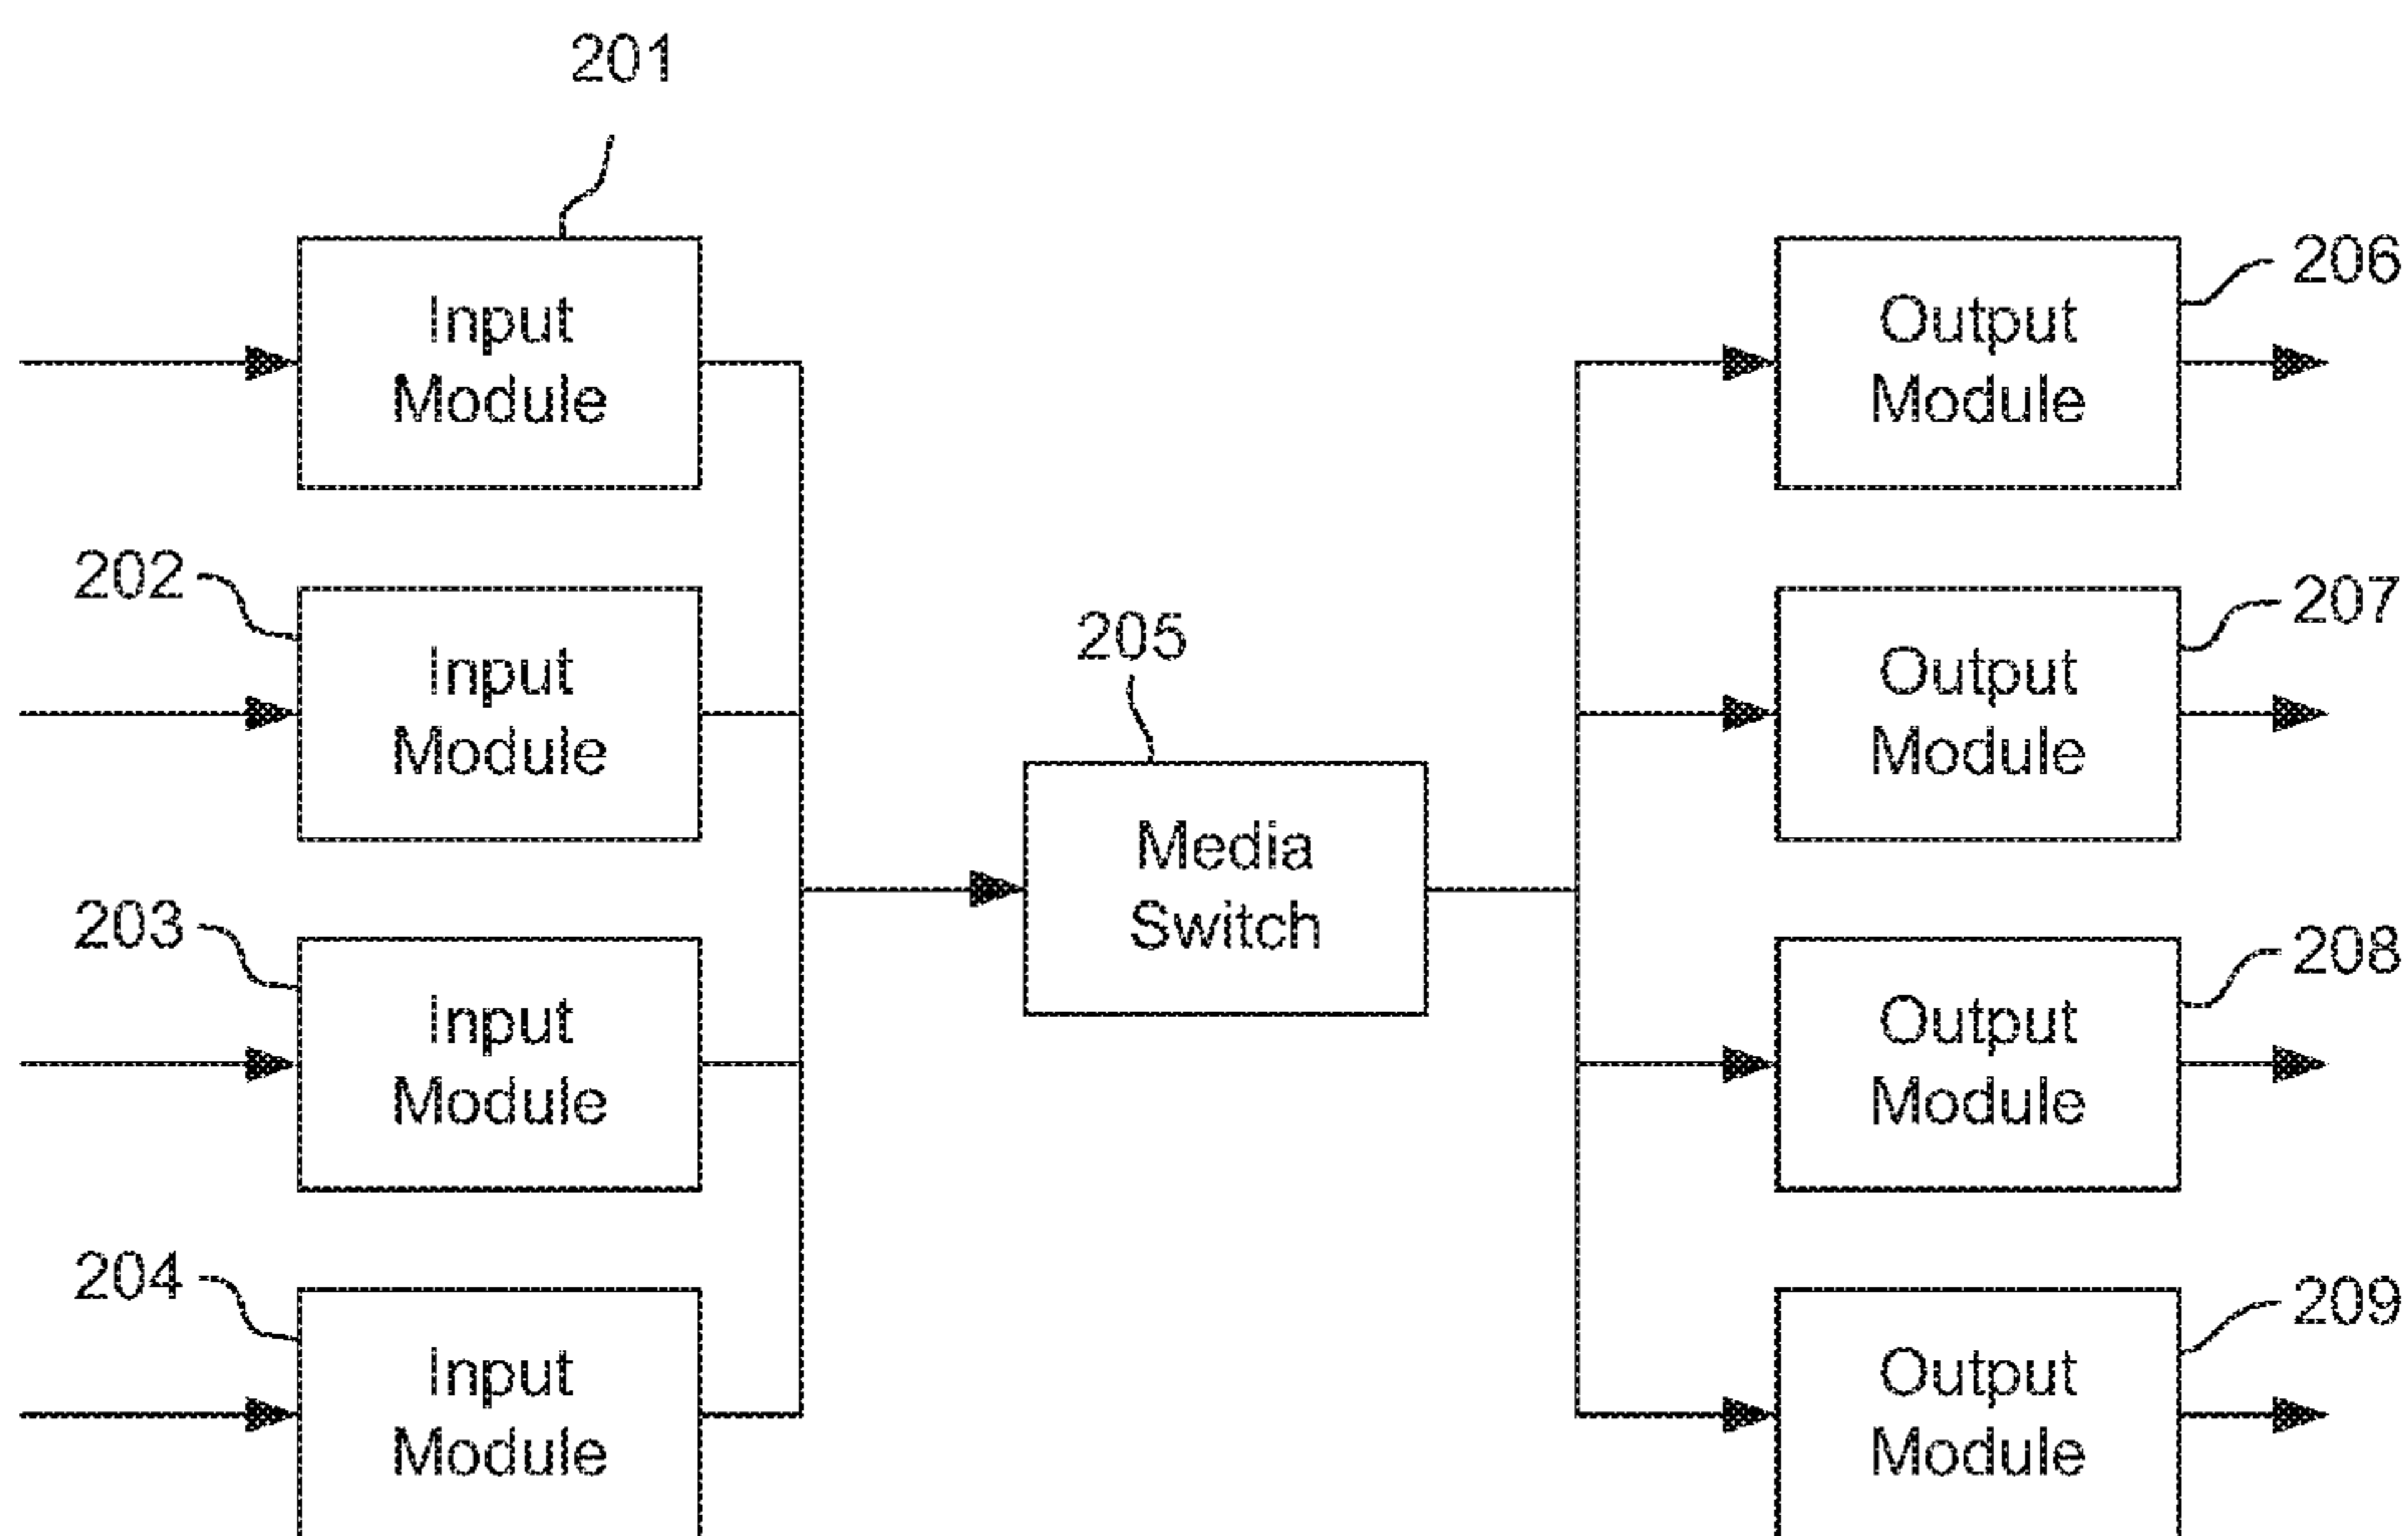 201
Input
Module
206
Output
Module
202
Input
Module
205
Media
Switch
207
Output
Module
203
Input
Module
208
Output
Module
204
Input
Module
209
Output
Module